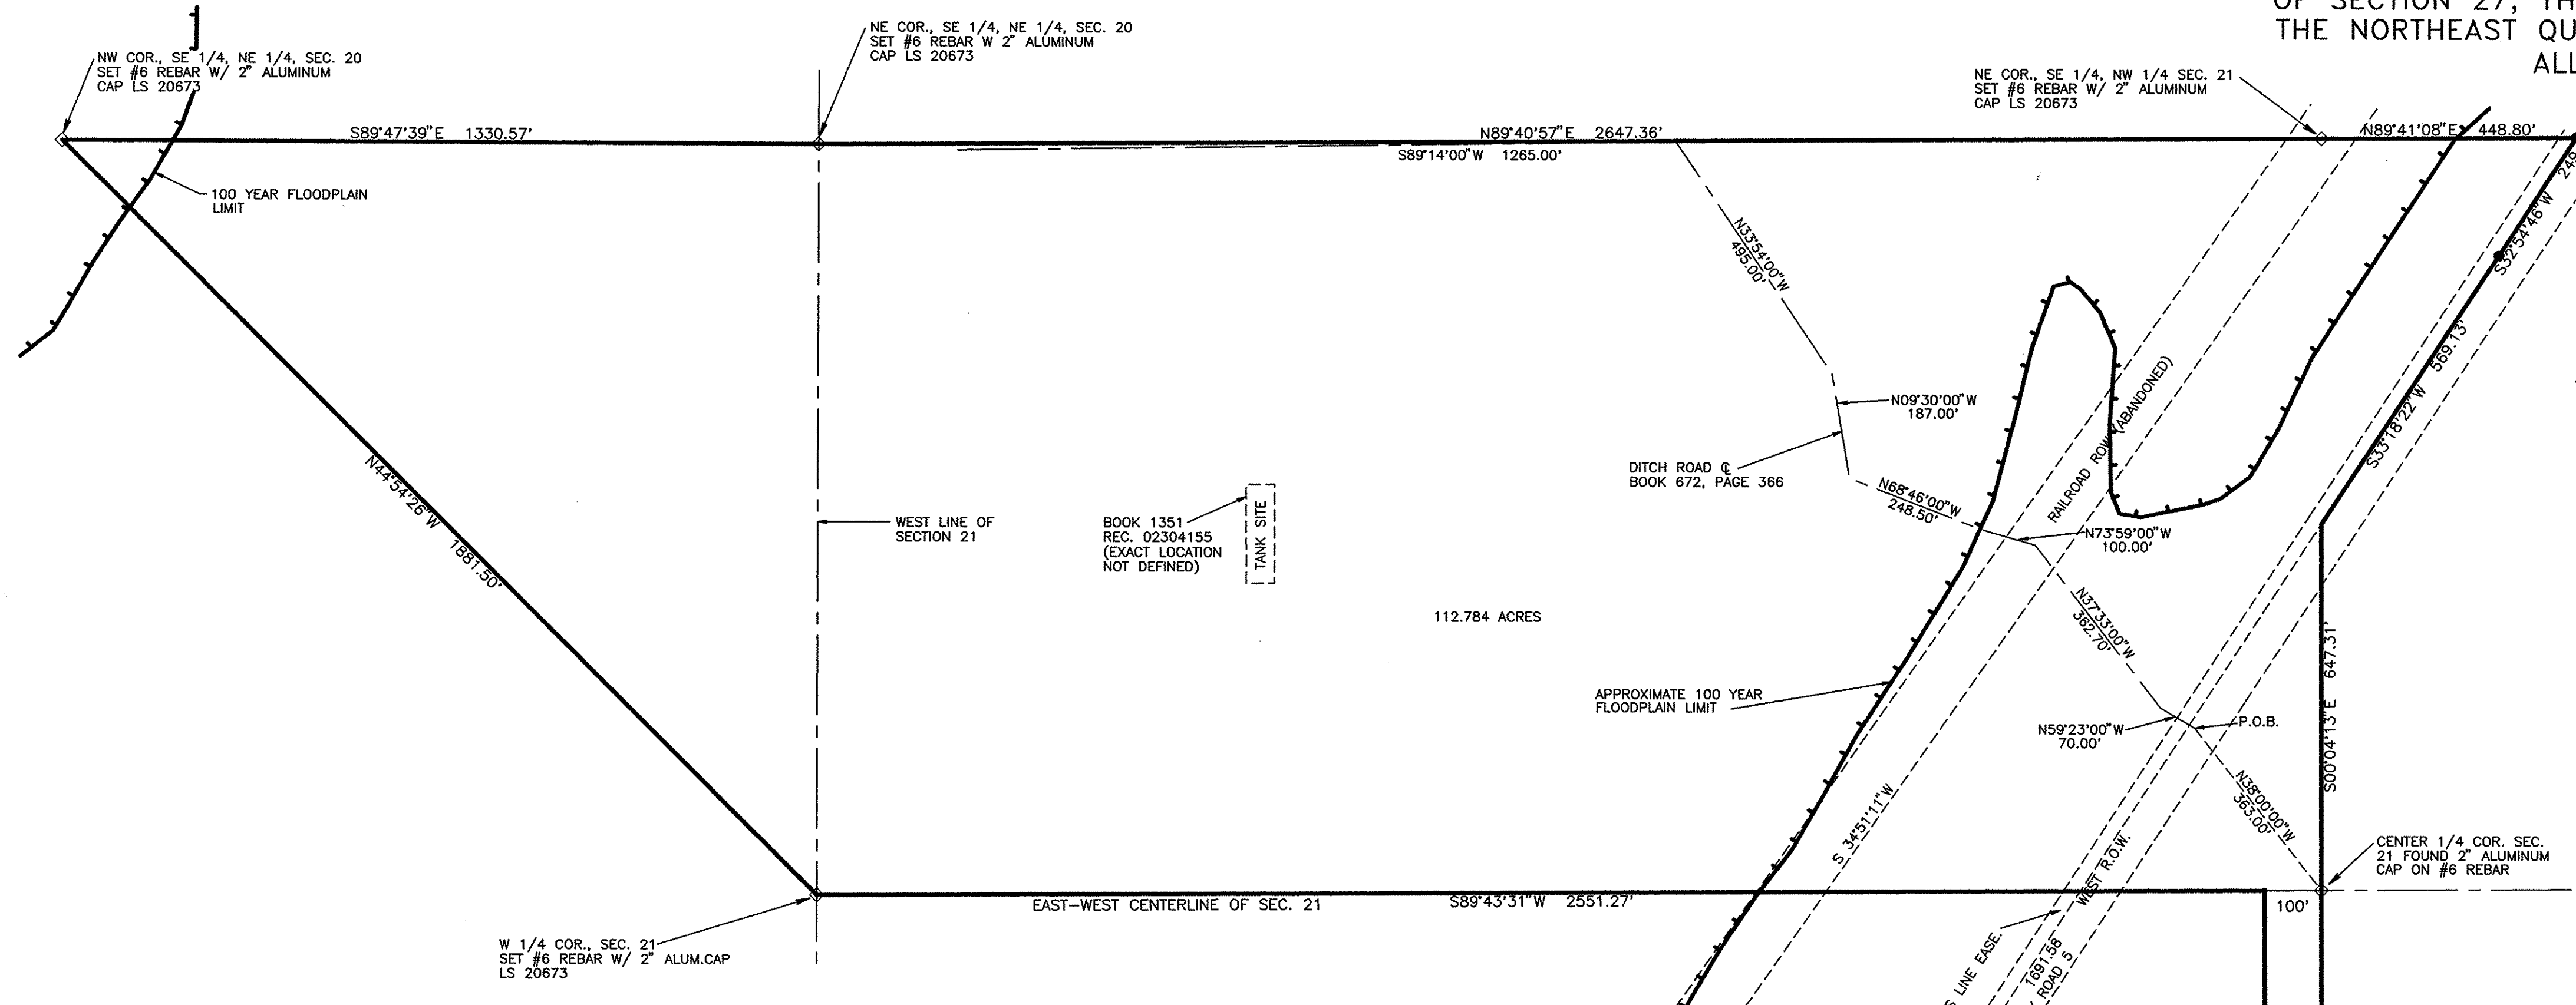 OF SECTION 27,
THE NORTHEAST
ALL
NW COR., SE 1/4, NE 1/4, SEC. 20
SET #6 REBAR W/ 2" ALUMINUM
CAP LS 20673
NE COR., SE 1/4, NE 1/4, SEC. 20
SET #6 REBAR W 2" ALUMINUM
CAP LS 20673
NE COR., SE 1/4, NW 1/4 SEC. 21
SET #6 REBAR W/ 2" ALUMINUM
CAP LS 20673
S89°47'39"E 1330.57'
N89°40'57"E 2647.36'
N89°41'08"E 448.80'
S89°14'00"W 1265.00'
100 YEAR FLOODPLAIN
LIMIT
N33°54'00"W
495.00'
S32°54'46"W
N09°30'00"W
187.00'
S33°18'22"W 569.13'
RAILROAD ROW (ABANDONED)
DITCH ROAD ℄
BOOK 672, PAGE 366
N68°46'00"W
248.50'
N73°59'00"W
100.00'
N44°54'26"W 1881.50'
WEST LINE OF
SECTION 21
BOOK 1351
REC. 02304155
(EXACT LOCATION
NOT DEFINED)
TANK SITE
112.784 ACRES
N37°33'00"W
362.70'
S00°04'13"E 647.31'
APPROXIMATE 100 YEAR
FLOODPLAIN LIMIT
N59°23'00"W
70.00'
P.O.B.
N38°00'00"W
363.00'
S 34°51'11"W
CENTER 1/4 COR. SEC.
21 FOUND 2" ALUMINUM
CAP ON #6 REBAR
EAST-WEST CENTERLINE OF SEC. 21
S89°43'31"W 2551.27'
100'
W 1/4 COR., SEC. 21
SET #6 REBAR W/ 2" ALUM.CAP
LS 20673
WEST R.O.W.
LINE EASE.
1691.58
ROAD 5